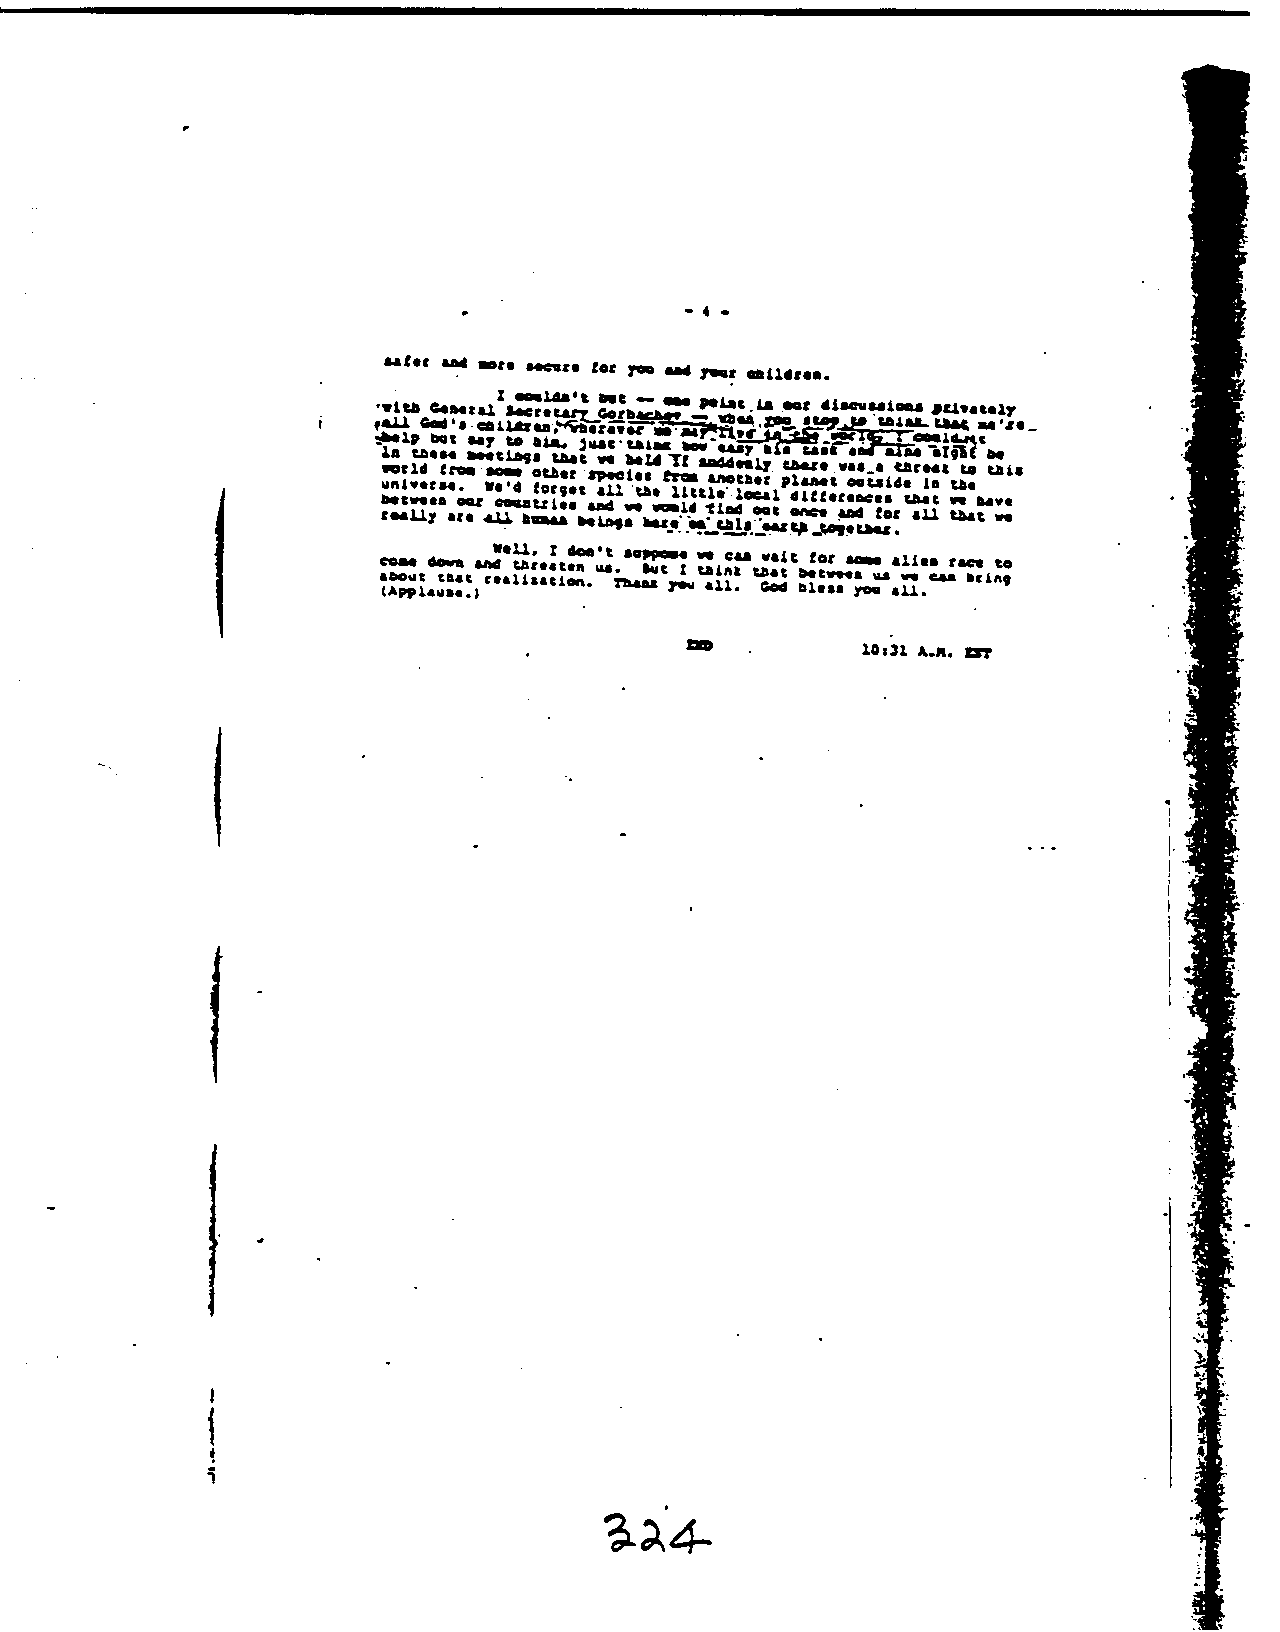 - 4 -
safer and more secure for you and your children.
I couldn't but — one point in our discussions privately
with General Secretary Gorbachev — when you stop to think that we're
all God's children, wherever we may live in the world, I couldn't
help but say to him, just think how easy his task and mine might be
in these meetings that we held if suddenly there was a threat to this
world from some other species from another planet outside in the
universe. We'd forget all the little local differences that we have
between our countries and we would find out once and for all that we
really are all human beings here on this earth together.
Well, I don't suppose we can wait for some alien race to
come down and threaten us. But I think that between us we can bring
about that realization. Thank you all. God bless you all.
(Applause.)
END 10:31 A.M. EST
324